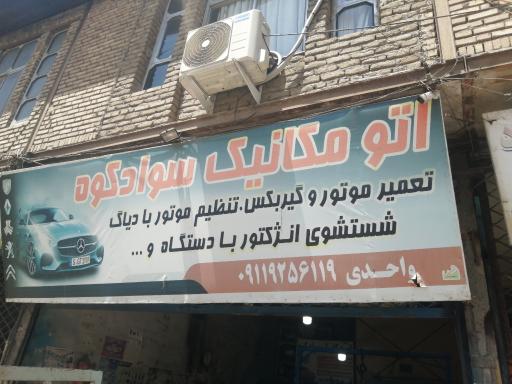 اتو مکانیک سوادکوه
تعمیر موتور و گیربکس.تنظیم موتور با دیاگ
شستشوی انژکتور با دستگاه و...
واحدی ۰۹۱۱۹۲۵۶۱۱۹